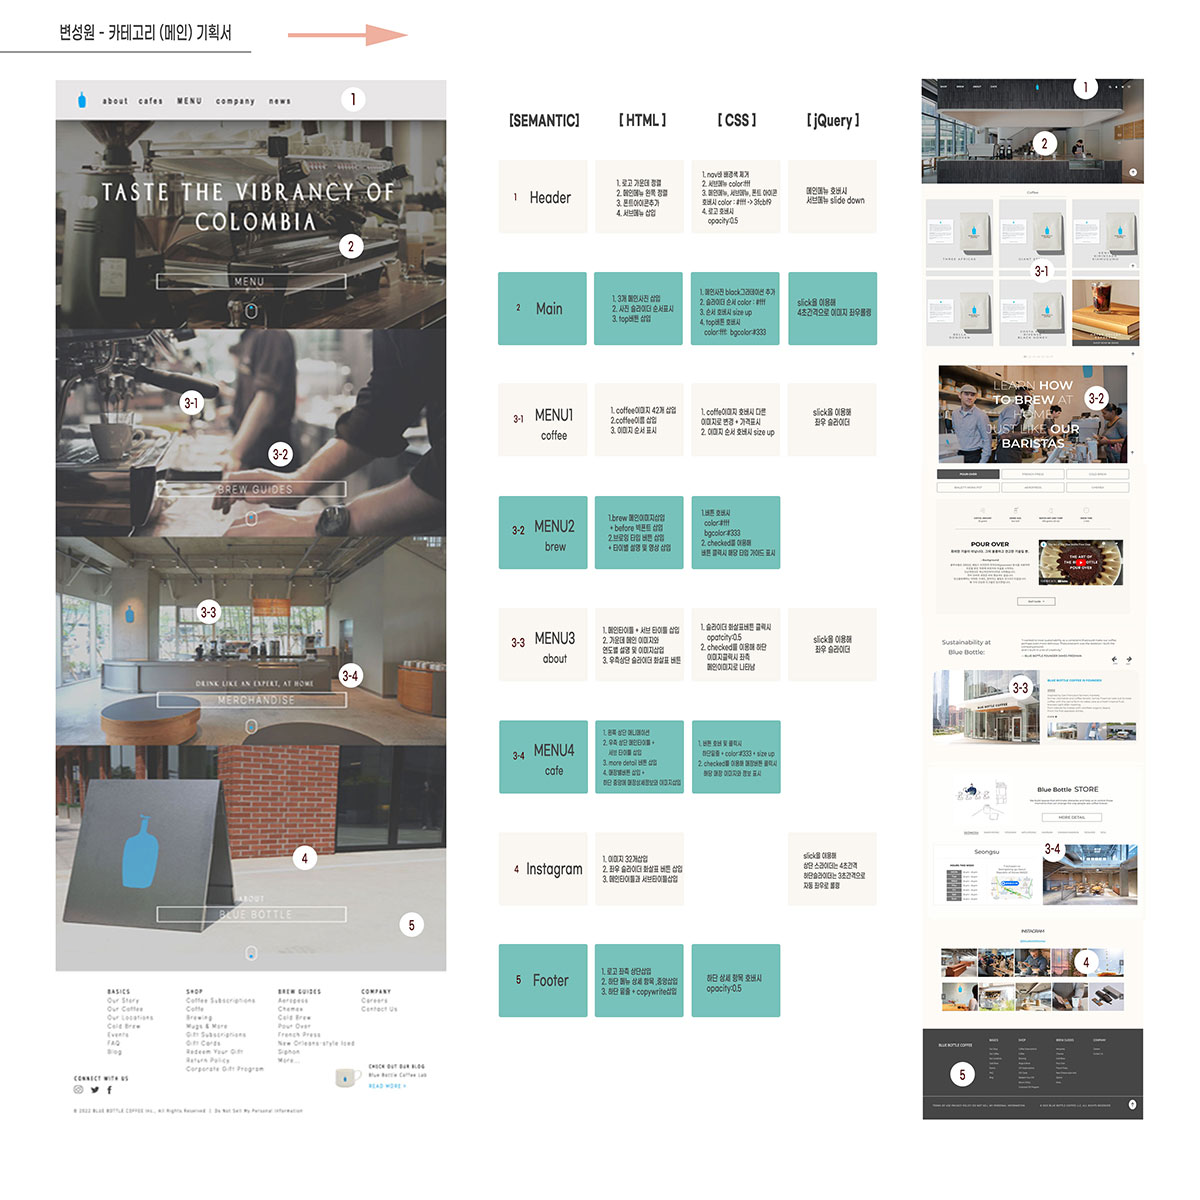 변성원 - 카테고리 (메인) 기획서
about cafes MENU company news
1
TASTE THE VIBRANCY OF
COLOMBIA
2
MENU
3-1
3-2
BREW GUIDES
3-3
3-4
DRINK LIKE AN EXPERT, AT HOME
MERCHANDISE
4
ABOUT
BLUE BOTTLE
5
BASICS
Our Story
Our Coffee
Our Locations
Cold Brew
Events
FAQ
Blog
SHOP
Coffee Subscriptions
Coffe
Brewing
Mugs & More
Gift Subscriptions
Gift Cards
Redeem Your Gift
Return Policy
Corporate Gift Program
BREW GUIDES
Aeropess
Chemex
Cold Brew
Pour Over
French Press
New Orleans-style Iced
Siphon
More...
COMPANY
Careers
Contact Us
CONNECT WITH US
CHECK OUT OUR BLOG
Blue Bottle Coffee Lab
READ MORE >
© 2022 BLUE BOTTLE COFFEE Inc., All Rights Reserved | Do Not Sell My Personal Information
[SEMANTIC] [ HTML ] [ CSS ] [ jQuery ]
1 Header
1. 로고 가운데 정렬
2. 메인메뉴 왼쪽 정렬
3. 폰트아이콘추가
4. 서브메뉴 삽입
1. nav바 배경색 제거
2. 서브메뉴 color:fff
3. 메인메뉴, 서브메뉴, 폰트 아이콘
호버시 color : #fff -> 3fcbf9
4. 로고 호버시
opacity:0.5
메인메뉴 호버시
서브메뉴 slide down
2 Main
1. 3개 메인사진 삽입
2. 사진 슬라이더 순서표시
3. top버튼 삽입
1. 메인사진 black그라데이션 추가
2. 슬라이더 순서 color : #fff
3. 순서 호버시 size up
4. top버튼 호버시
color:fff; bgcolor:#333
slick을 이용해
4초간격으로 이미지 좌우롤링
3-1 MENU1
coffee
1. coffee이미지 42개 삽입
2.coffee이름 삽입
3. 이미지 순서 표시
1. coffe이미지 호버시 다른
이미지로 변경 + 가격표시
2. 이미지 순서 호버시 size up
slick을 이용해
좌우 슬라이더
3-2 MENU2
brew
1.brew 메인이미지삽입
+ before 빅폰트 삽입
2.브로잉 타입 버튼 삽입
+ 타이별 설명 및 영상 삽입
1.버튼 호버시
color:#fff
bgcolor:#333
2. checked를 이용해
버튼 클릭시 해당 타입 가이드 표시
3-3 MENU3
about
1. 메인타이틀 + 서브 타이틀 삽입
2. 가운데 메인 이미지와
연도별 설명 및 이미지삽입
3. 우측상단 슬라이더 화살표 버튼
1. 슬라이더 화살표버튼 클릭시
opatcity:0.5
2. checked를 이용해 하단
이미지클릭시 좌측
메인이미지로 나타남
slick을 이용해
좌우 슬라이더
3-4 MENU4
cafe
1. 왼쪽 상단 애니메이션
2. 우측 상단 메인타이틀 +
서브 타이틀 삽입
3. more detail 버튼 삽입
4. 매장별버튼 삽입 +
하단 중앙에 매장상세정보와 이미지삽입
1. 버튼 호버 및 클릭시
하단밑줄 + color:#333 + size up
2. checked를 이용해 매장버튼 클릭시
해당 매장 이미지와 정보 표시
4 Instagram
1. 이미지 32개삽입
2. 좌우 슬라이더 화살표 버튼 삽입
3. 메인타이틀과 서브타이틀삽입
slick을 이용해
상단 스라이더는 4초간격
하단슬라이더는 3초간격으로
자동 좌우로 롤링
5 Footer
1. 로고 좌측 상단삽입
2. 하단 메뉴 상세 항목 ,중앙삽입
3. 하단 밑줄 + copywrite삽입
하단 상세 항목 호버시
opacity:0.5
1
2
Coffee
3-1
LEARN HOW
TO BREW AT
HOME
JUST LIKE OUR
BARISTAS
3-2
POUR OVER
POUR OVER
THE ART OF
POUR OVER
Sustainability at
Blue Bottle:
BLUE BOTTLE COFFEE IS FOUNDED
BLUE BOTTLE COFFEE
3-3
Blue Bottle STORE
MORE DETAIL
Seongsu
3-4
INSTAGRAM
4
BLUE BOTTLE COFFEE
BASICS
SHOP
BREW GUIDES
COMPANY
5